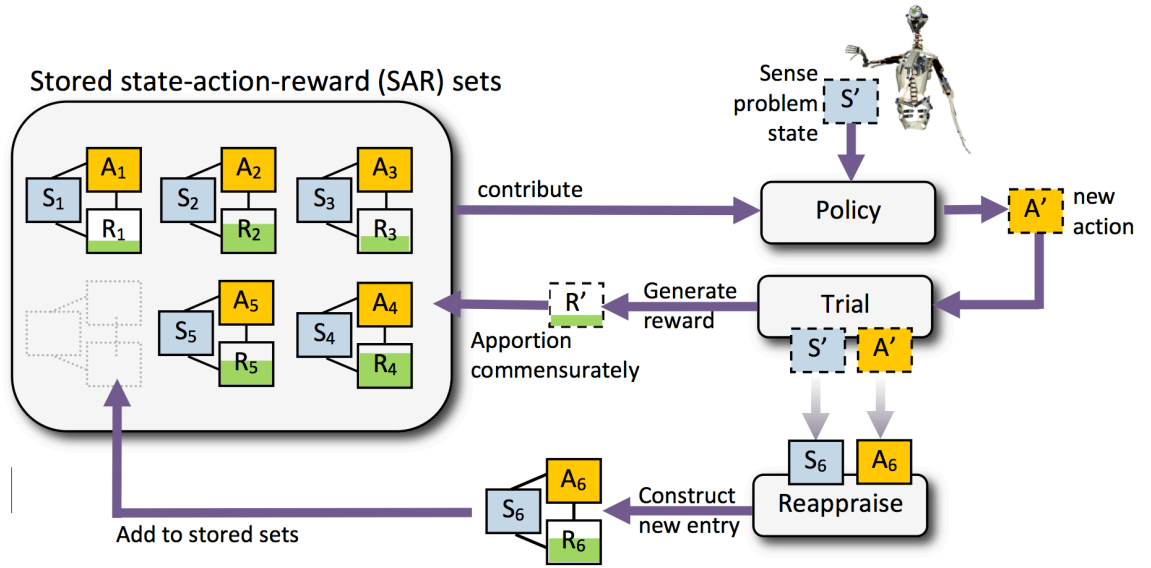 Stored state-action-reward (SAR) sets
Sense
problem
state
S’
A1
A2
A3
S1
S2
S3
R1
R2
R3
contribute
Policy
A’
new
action
A5
A4
S5
S4
R5
R4
R’
Generate
reward
Trial
Apportion
commensurately
S’
A’
S6
A6
Reappraise
Construct
new entry
A6
S6
R6
Add to stored sets